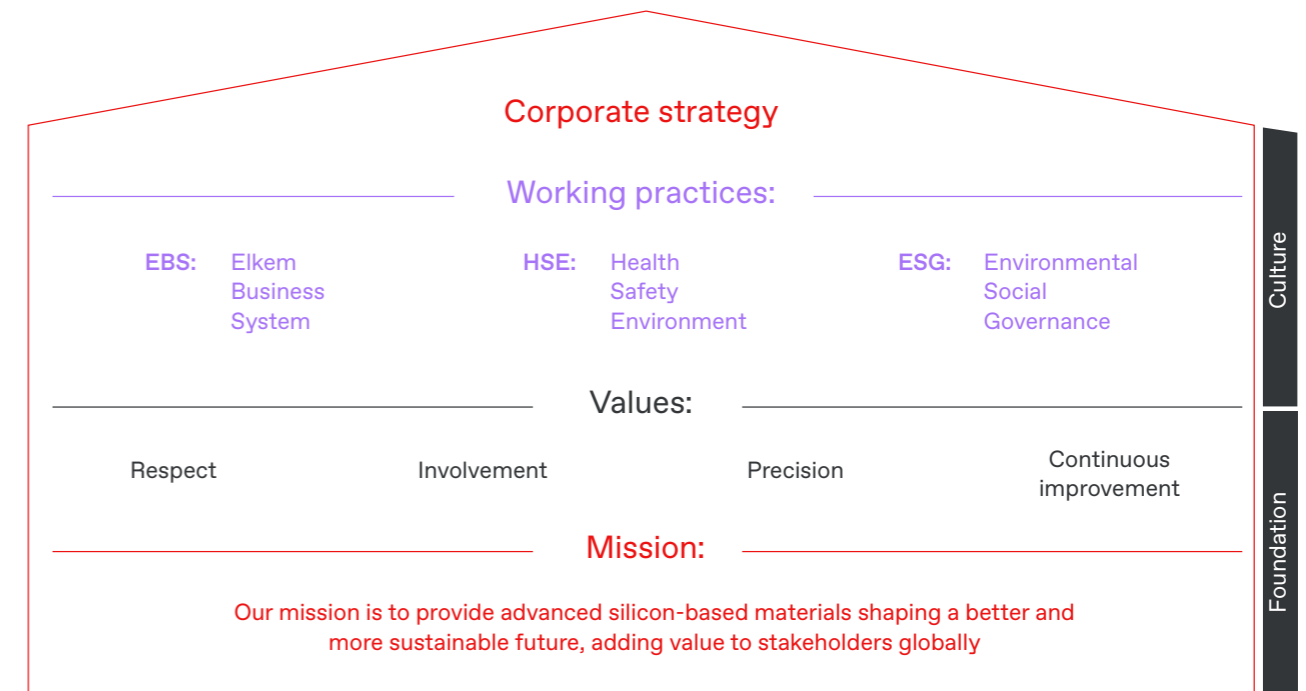 Corporate strategy
Working practices:
EBS: Elkem
Business
System
HSE: Health
Safety
Environment
ESG: Environmental
Social
Governance
Values:
Respect
Involvement
Precision
Continuous
improvement
Mission:
Our mission is to provide advanced silicon-based materials shaping a better and
more sustainable future, adding value to stakeholders globally
Culture
Foundation